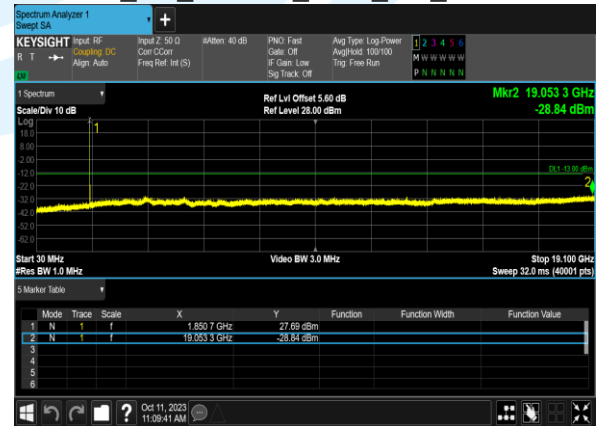 Spectrum Analyzer 1
Swept SA
+
KEYSIGHT Input: RF Input Z: 50 Ω #Atten: 40 dB PNO: Fast Avg Type: Log-Power 1 2 3 4 5 6
R T Coupling: DC Corr CCorr Gate: Off Avg|Hold: 100/100 M W W W W W
Align: Auto Freq Ref: Int (S) IF Gain: Low Trig: Free Run
LV Sig Track: Off P N N N N N
1 Spectrum Ref Lvl Offset 5.60 dB Mkr2 19.053 3 GHz
Scale/Div 10 dB Ref Level 28.00 dBm -28.84 dBm
Log
1
18.0
8.00
-2.00
-12.0 DL1 -13.00 dBm
-22.0 2
-32.0
-42.0
-52.0
-62.0
Start 30 MHz Video BW 3.0 MHz Stop 19.100 GHz
#Res BW 1.0 MHz Sweep 32.0 ms (40001 pts)
5 Marker Table
Mode Trace Scale X Y Function Function Width Function Value
1 N 1 f 1.850 7 GHz 27.69 dBm
2 N 1 f 19.053 3 GHz -28.84 dBm
3
4
5
6
? Oct 11, 2023
11:09:41 AM